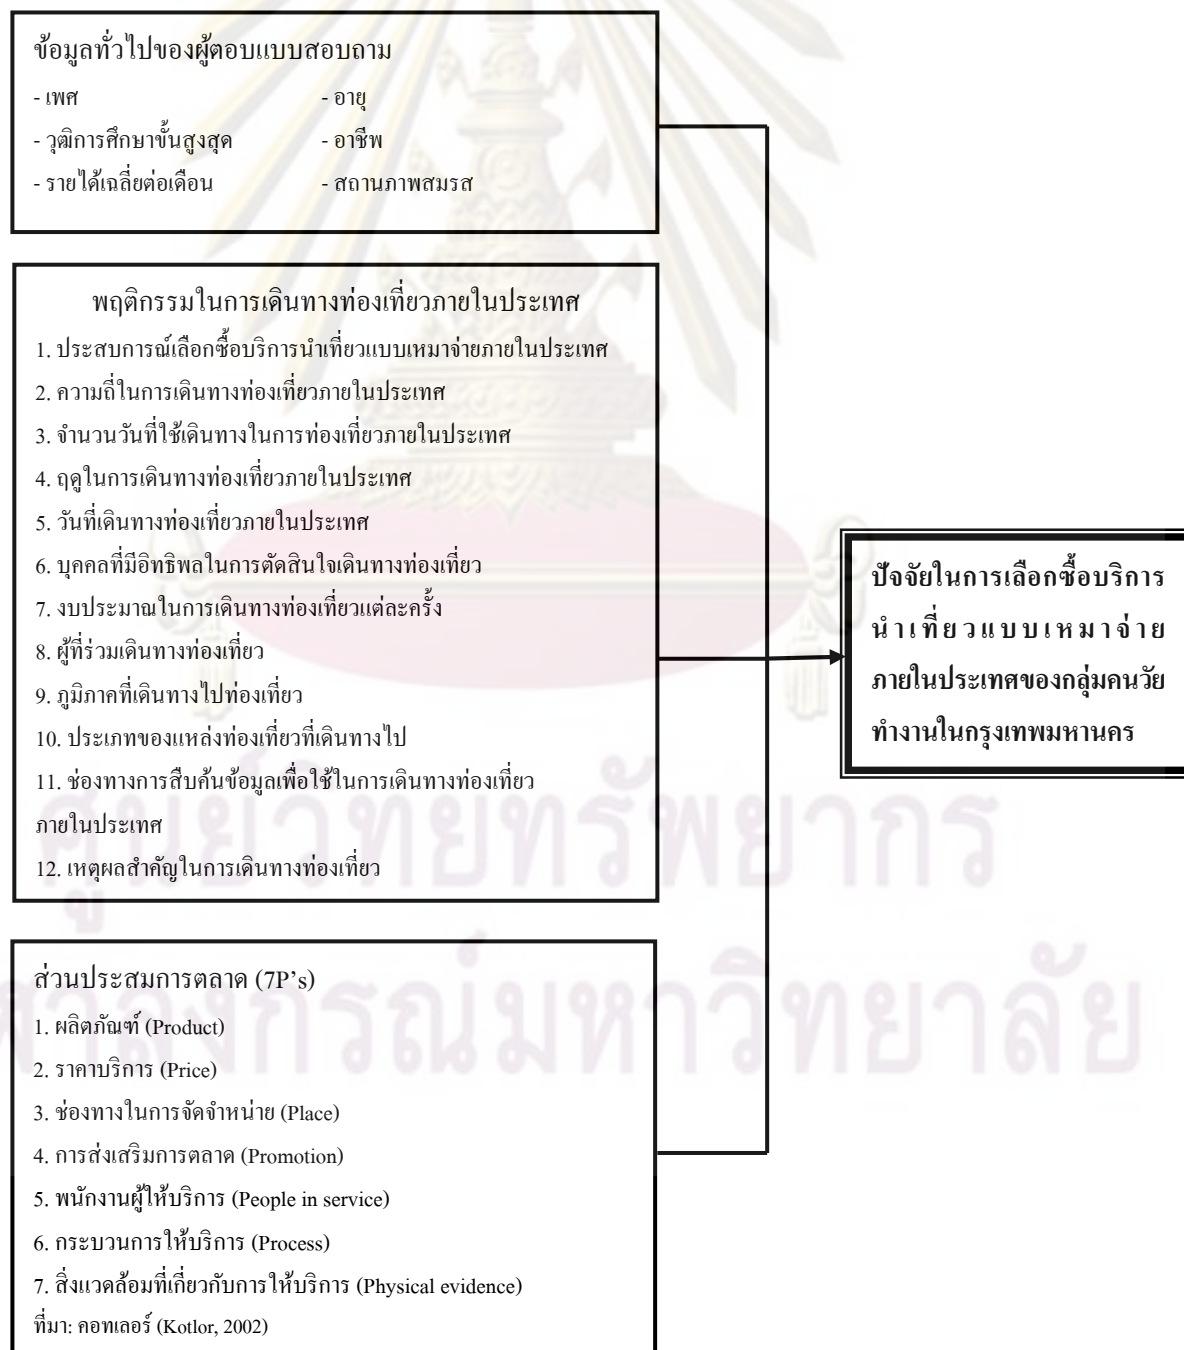 ข้อมูลทั่วไปของผู้ตอบแบบสอบถาม
- เพศ - อายุ
- วุฒิการศึกษาขั้นสูงสุด - อาชีพ
- รายได้เฉลี่ยต่อเดือน - สถานภาพสมรส
พฤติกรรมในการเดินทางท่องเที่ยวภายในประเทศ
1. ประสบการณ์เลือกซื้อบริการนำเที่ยวแบบเหมาจ่ายภายในประเทศ
2. ความถี่ในการเดินทางท่องเที่ยวภายในประเทศ
3. จำนวนวันที่ใช้เดินทางในการท่องเที่ยวภายในประเทศ
4. ฤดูในการเดินทางท่องเที่ยวภายในประเทศ
5. วันที่เดินทางท่องเที่ยวภายในประเทศ
6. บุคคลที่มีอิทธิพลในการตัดสินใจเดินทางท่องเที่ยว
7. งบประมาณในการเดินทางท่องเที่ยวแต่ละครั้ง
8. ผู้ที่ร่วมเดินทางท่องเที่ยว
9. ภูมิภาคที่เดินทางไปท่องเที่ยว
10. ประเภทของแหล่งท่องเที่ยวที่เดินทางไป
11. ช่องทางการสืบค้นข้อมูลเพื่อใช้ในการเดินทางท่องเที่ยว
ภายในประเทศ
12. เหตุผลสำคัญในการเดินทางท่องเที่ยว
ส่วนประสมการตลาด (7P's)
1. ผลิตภัณฑ์ (Product)
2. ราคาบริการ (Price)
3. ช่องทางในการจัดจำหน่าย (Place)
4. การส่งเสริมการตลาด (Promotion)
5. พนักงานผู้ให้บริการ (People in service)
6. กระบวนการให้บริการ (Process)
7. สิ่งแวดล้อมที่เกี่ยวกับการให้บริการ (Physical evidence)
ที่มา: คอทเลอร์ (Kotlor, 2002)
ปัจจัยในการเลือกซื้อบริการ
นำเที่ยวแบบเหมาจ่าย
ภายในประเทศของกลุ่มคนวัย
ทำงานในกรุงเทพมหานคร
ศูนย์วิทยทรัพยากร
ฬาลงกรณ์มหาวิทยาลัย